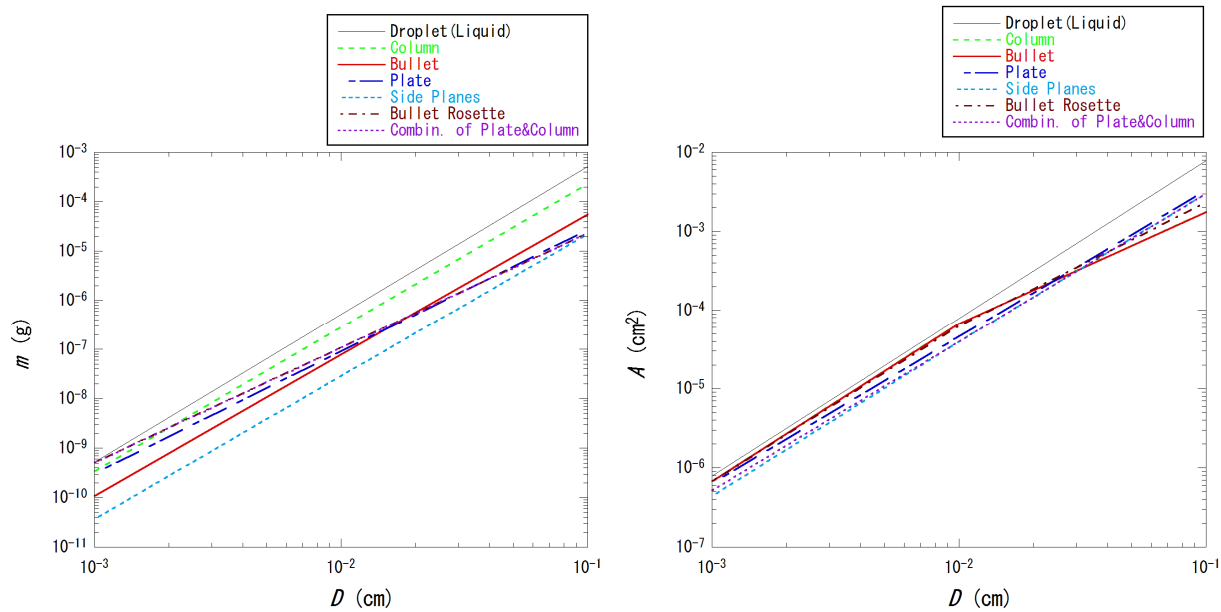 Droplet(Liquid)
Column
Bullet
Plate
Side Planes
Bullet Rosette
Combin. of Plate&Column
10⁻³
10⁻⁴
10⁻⁵
10⁻⁶
10⁻⁷
10⁻⁸
10⁻⁹
10⁻¹⁰
10⁻¹¹
m (g)
10⁻³
10⁻²
10⁻¹
D (cm)
Droplet(Liquid)
Column
Bullet
Plate
Side Planes
Bullet Rosette
Combin. of Plate&Column
10⁻²
10⁻³
10⁻⁴
10⁻⁵
10⁻⁶
10⁻⁷
A (cm²)
10⁻³
10⁻²
10⁻¹
D (cm)